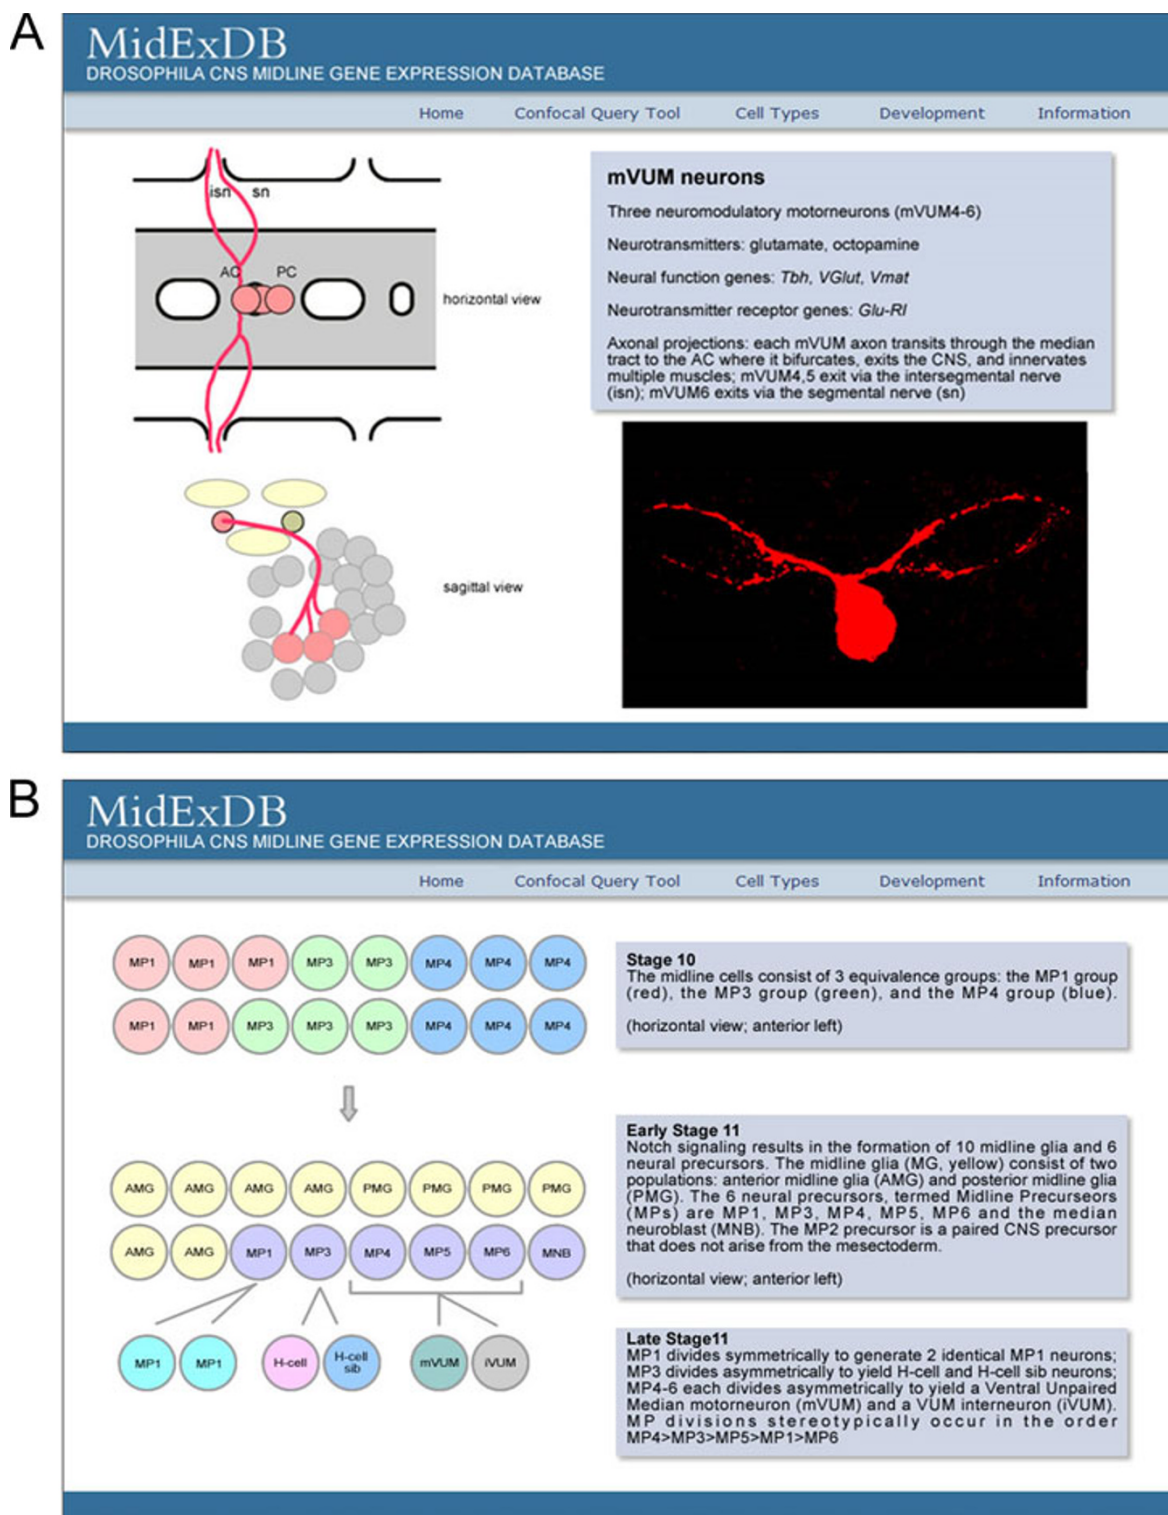 A
MidExDB
DROSOPHILA CNS MIDLINE GENE EXPRESSION DATABASE
Home Confocal Query Tool Cell Types Development Information
isn sn
AC PC
horizontal view
sagittal view
mVUM neurons
Three neuromodulatory motorneurons (mVUM4-6)
Neurotransmitters: glutamate, octopamine
Neural function genes: Tbh, VGlut, Vmat
Neurotransmitter receptor genes: Glu-RI
Axonal projections: each mVUM axon transits through the median
tract to the AC where it bifurcates, exits the CNS, and innervates
multiple muscles; mVUM4,5 exit via the intersegmental nerve
(isn); mVUM6 exits via the segmental nerve (sn)
B
MidExDB
DROSOPHILA CNS MIDLINE GENE EXPRESSION DATABASE
Home Confocal Query Tool Cell Types Development Information
MP1 MP1 MP1 MP3 MP3 MP4 MP4 MP4
MP1 MP1 MP3 MP3 MP3 MP4 MP4 MP4
Stage 10
The midline cells consist of 3 equivalence groups: the MP1 group
(red), the MP3 group (green), and the MP4 group (blue).
(horizontal view; anterior left)
AMG AMG AMG AMG PMG PMG PMG PMG
AMG AMG MP1 MP3 MP4 MP5 MP6 MNB
Early Stage 11
Notch signaling results in the formation of 10 midline glia and 6
neural precursors. The midline glia (MG, yellow) consist of two
populations: anterior midline glia (AMG) and posterior midline glia
(PMG). The 6 neural precursors, termed Midline Precurseors
(MPs) are MP1, MP3, MP4, MP5, MP6 and the median
neuroblast (MNB). The MP2 precursor is a paired CNS precursor
that does not arise from the mesectoderm.
(horizontal view; anterior left)
MP1 MP1 H-cell H-cell sib mVUM iVUM
Late Stage11
MP1 divides symmetrically to generate 2 identical MP1 neurons;
MP3 divides asymmetrically to yield H-cell and H-cell sib neurons;
MP4-6 each divides asymmetrically to yield a Ventral Unpaired
Median motorneuron (mVUM) and a VUM interneuron (iVUM).
MP divisions stereotypically occur in the order
MP4>MP3>MP5>MP1>MP6